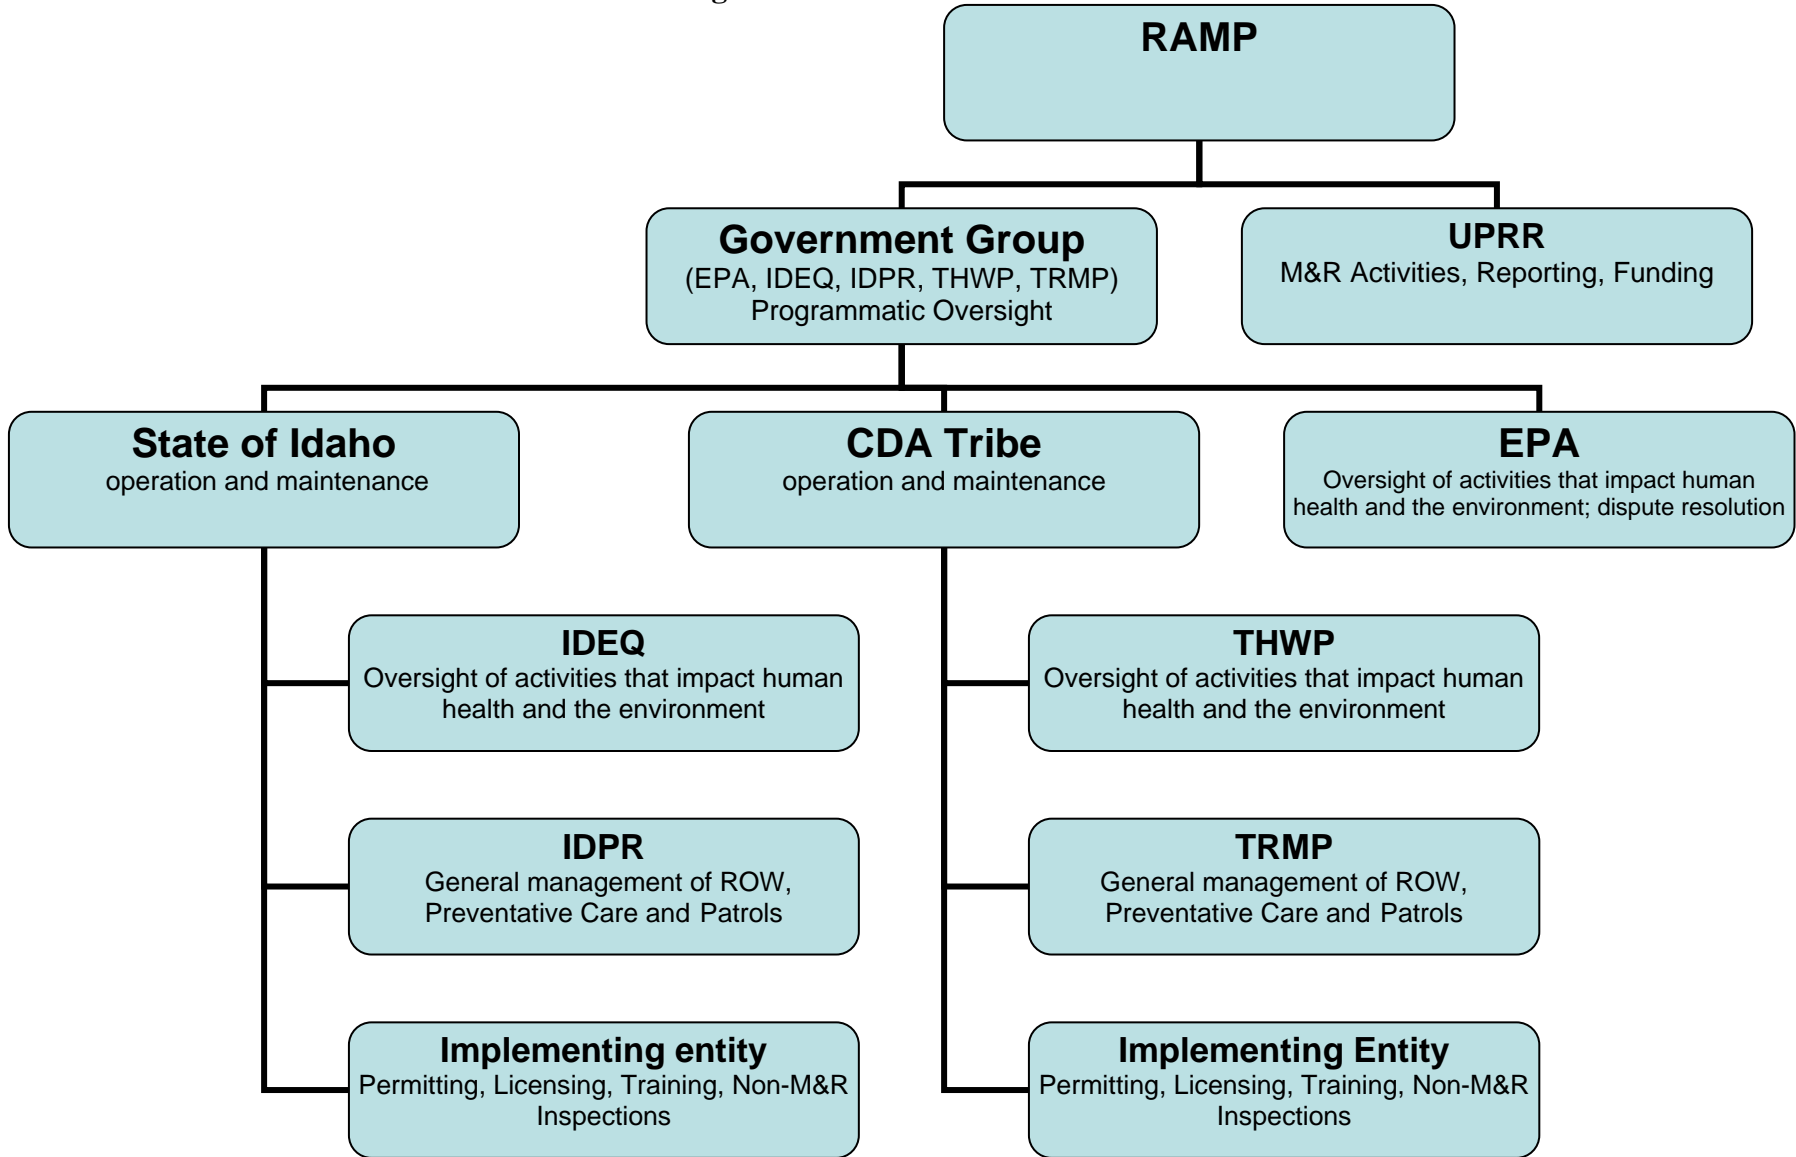 RAMP
Government Group
(EPA, IDEQ, IDPR, THWP, TRMP)
Programmatic Oversight
UPRR
M&R Activities, Reporting, Funding
State of Idaho
operation and maintenance
CDA Tribe
operation and maintenance
EPA
Oversight of activities that impact human
health and the environment; dispute resolution
IDEQ
Oversight of activities that impact human
health and the environment
THWP
Oversight of activities that impact human
health and the environment
IDPR
General management of ROW,
Preventative Care and Patrols
TRMP
General management of ROW,
Preventative Care and Patrols
Implementing entity
Permitting, Licensing, Training, Non-M&R
Inspections
Implementing Entity
Permitting, Licensing, Training, Non-M&R
Inspections